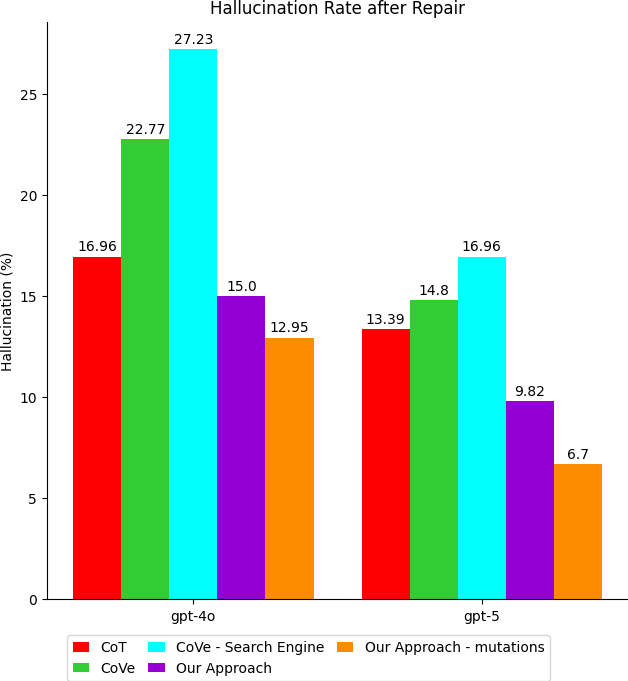 Hallucination Rate after Repair
Hallucination (%)
25
20
15
10
5
0
16.96
22.77
27.23
15.0
12.95
13.39
14.8
16.96
9.82
6.7
gpt-4o
gpt-5
CoT
CoVe
CoVe - Search Engine
Our Approach
Our Approach - mutations